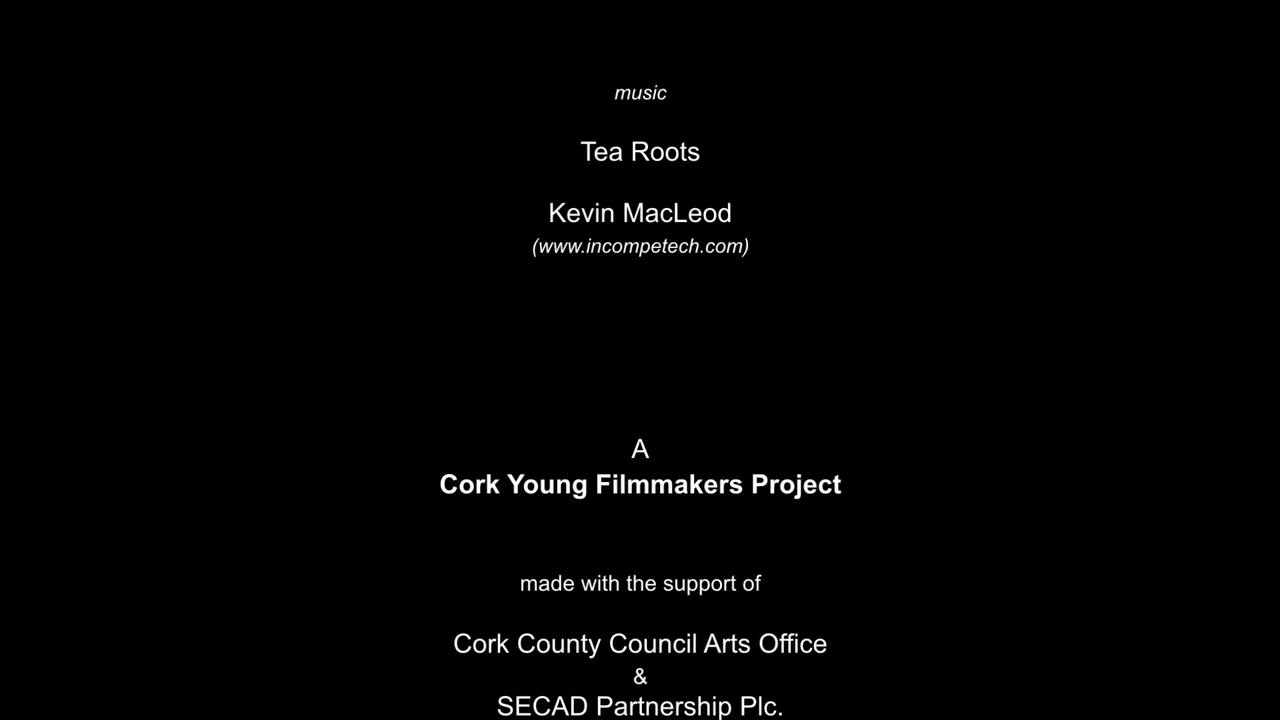 music
Tea Roots
Kevin MacLeod
(www.incompetech.com)
A
Cork Young Filmmakers Project
made with the support of
Cork County Council Arts Office
&
SECAD Partnership Plc.